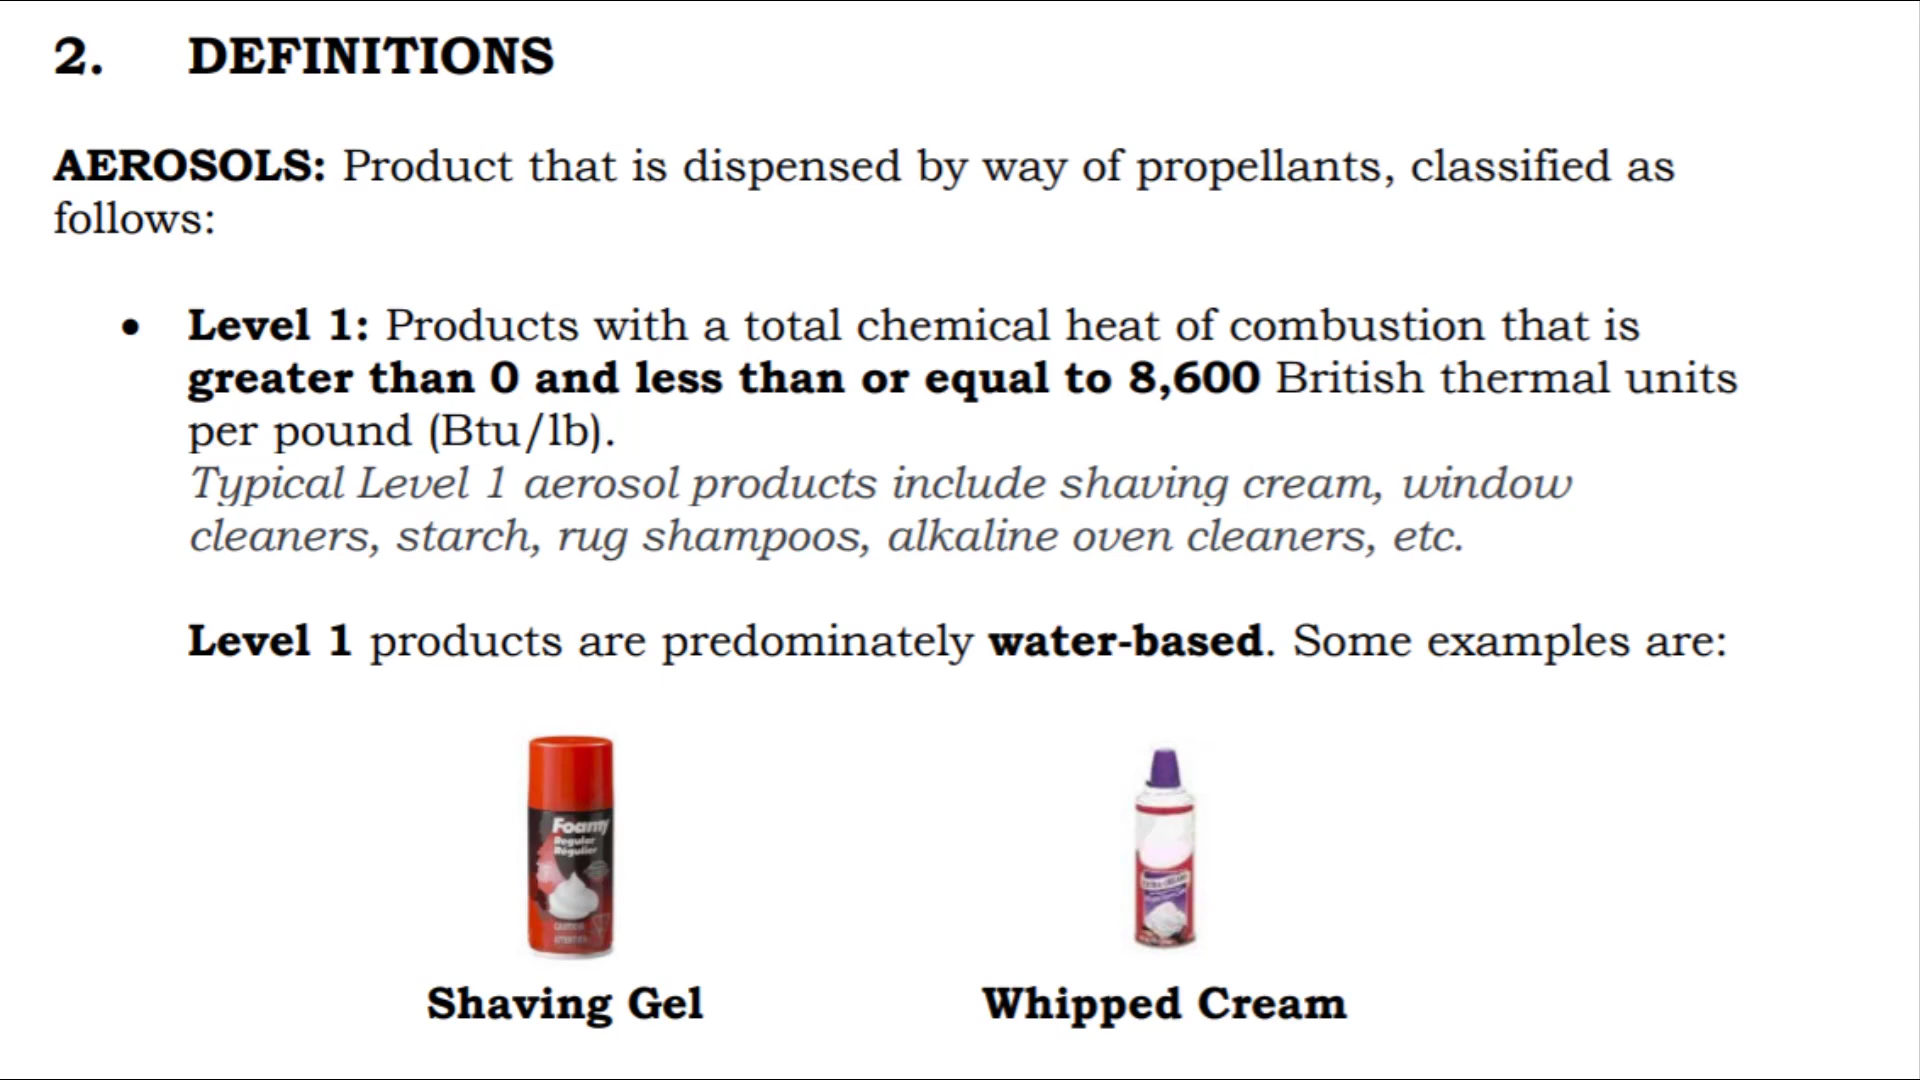 2. DEFINITIONS
AEROSOLS: Product that is dispensed by way of propellants, classified as
follows:
• Level 1: Products with a total chemical heat of combustion that is
greater than 0 and less than or equal to 8,600 British thermal units
per pound (Btu/lb).
Typical Level 1 aerosol products include shaving cream, window
cleaners, starch, rug shampoos, alkaline oven cleaners, etc.
Level 1 products are predominately water-based. Some examples are:
Foamy
Regular
Régulier
CAUTION
ATTENTION
Shaving Gel
Whipped Cream